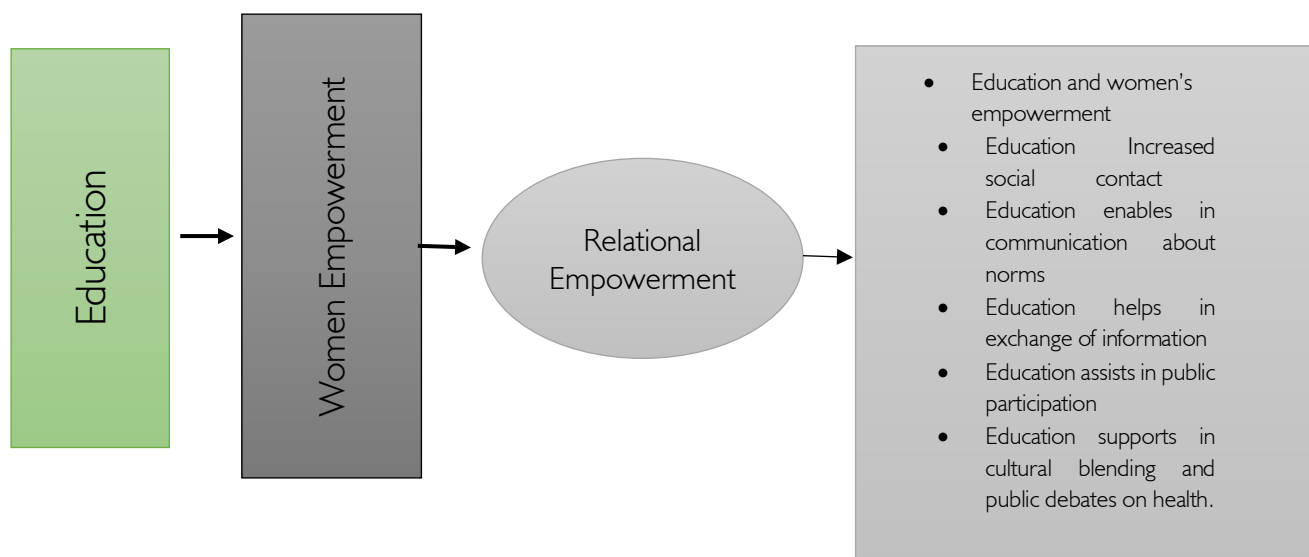 Education
Women Empowerment
Relational
Empowerment
• Education and women’s
empowerment
• Education Increased
social contact
• Education enables in
communication about
norms
• Education helps in
exchange of information
• Education assists in public
participation
• Education supports in
cultural blending and
public debates on health.